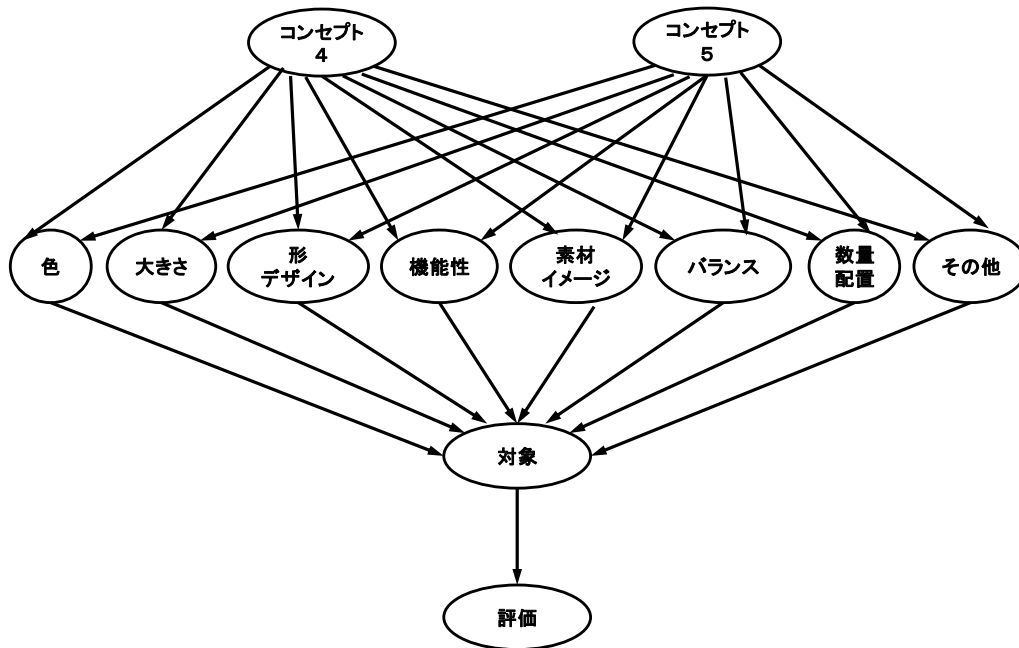 コンセプト
4
コンセプト
5
色
大きさ
形
デザイン
機能性
素材
イメージ
バランス
数量
配置
その他
対象
評価